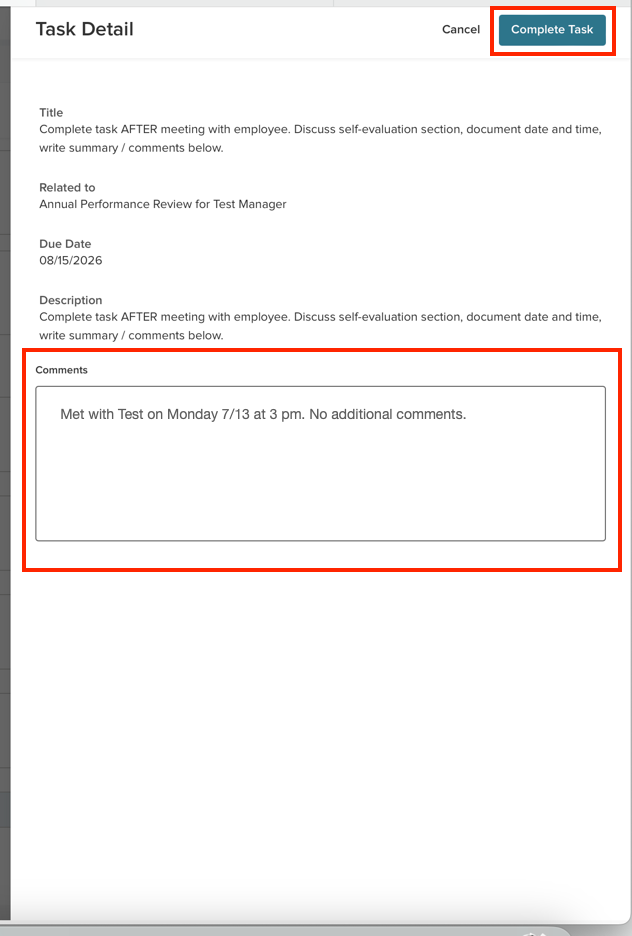 Task Detail
Cancel
Complete Task
Title
Complete task AFTER meeting with employee. Discuss self-evaluation section, document date and time,
write summary / comments below.
Related to
Annual Performance Review for Test Manager
Due Date
08/15/2026
Description
Complete task AFTER meeting with employee. Discuss self-evaluation section, document date and time,
write summary / comments below.
Comments
Met with Test on Monday 7/13 at 3 pm. No additional comments.